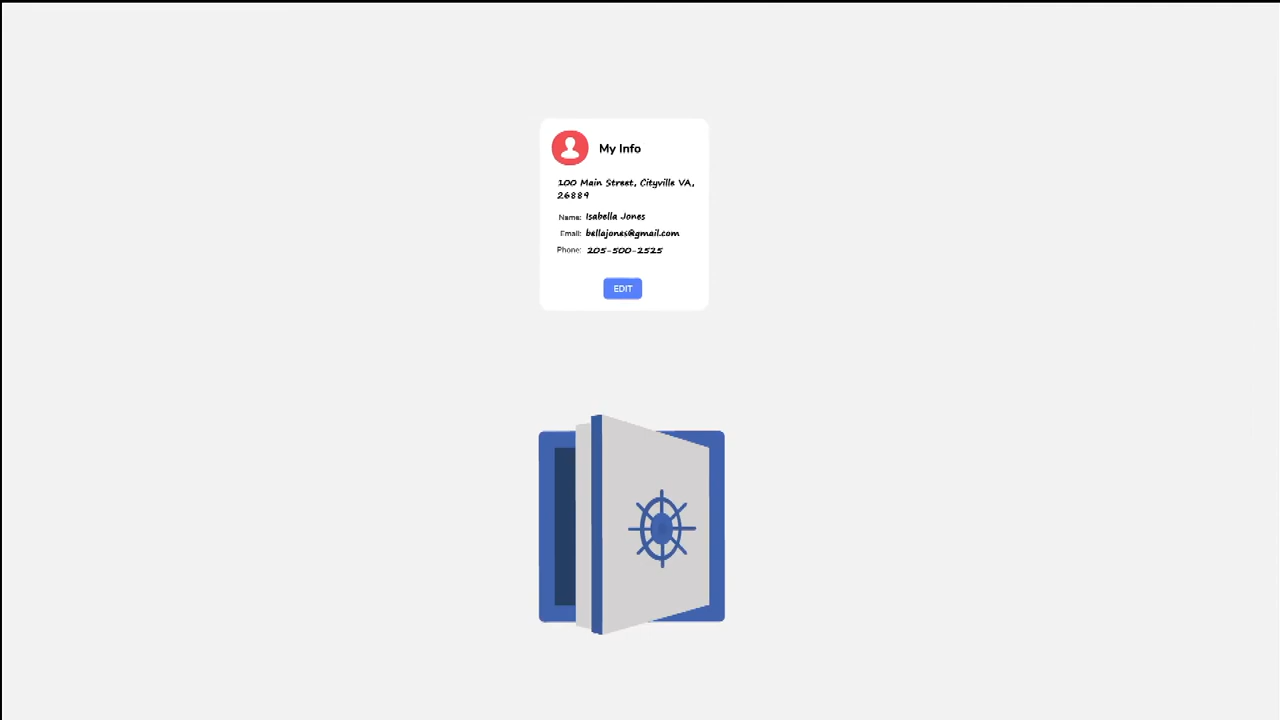 My Info
100 Main Street, Cityville VA,
26889
Name: Isabella Jones
Email: bellajones@gmail.com
Phone: 205-500-2525
EDIT